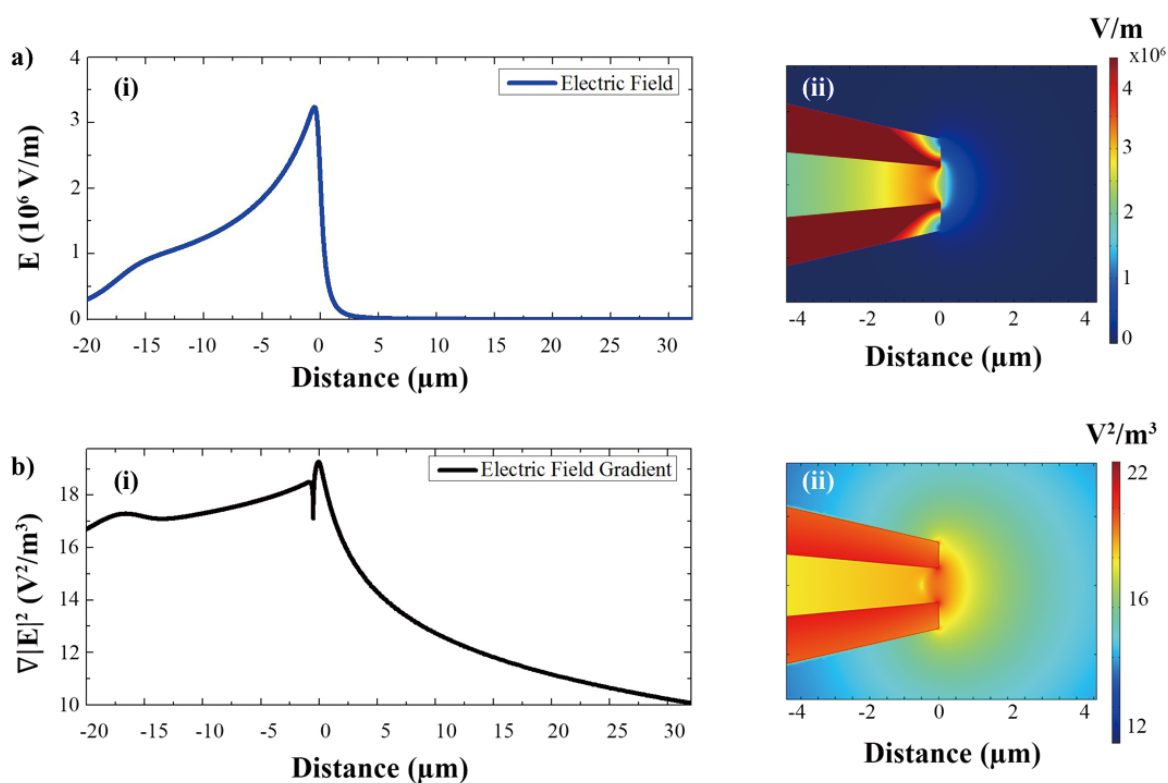 a)
(i)
Electric Field
E (10⁶ V/m)
4
3
2
1
0
-20 -15 -10 -5 0 5 10 15 20 25 30
Distance (μm)
V/m
x10⁶
(ii)
4
3
2
1
0
-4 -2 0 2 4
Distance (μm)
b)
(i)
Electric Field Gradient
∇|E|² (V²/m³)
18
16
14
12
10
-20 -15 -10 -5 0 5 10 15 20 25 30
Distance (μm)
V²/m³
(ii)
22
16
12
-4 -2 0 2 4
Distance (μm)